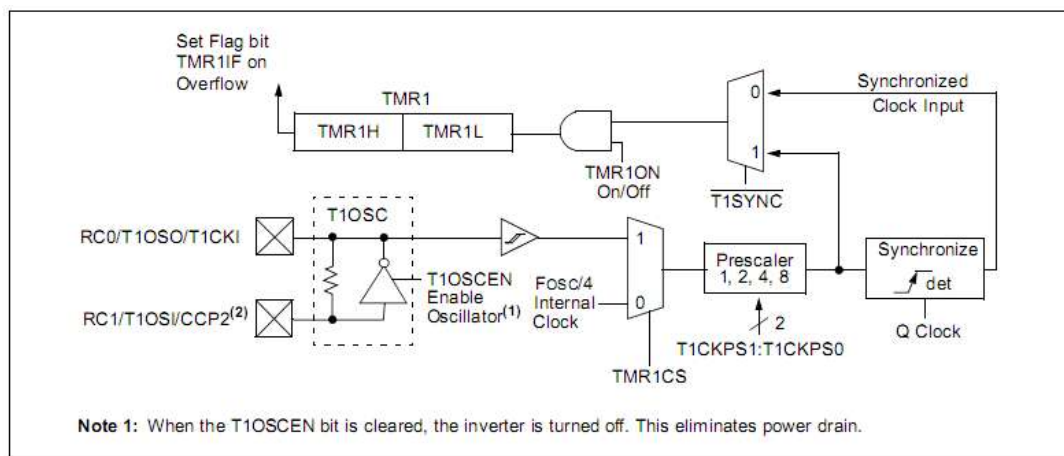 Set Flag bit
TMR1IF on
Overflow
TMR1
TMR1H
TMR1L
TMR1ON
On/Off
0
1
T1SYNC
Synchronized
Clock Input
T1OSC
RC0/T1OSO/T1CKI
RC1/T1OSI/CCP2(2)
T1OSCEN
Enable
Oscillator(1)
Fosc/4
Internal
Clock
1
0
TMR1CS
Prescaler
1, 2, 4, 8
2
T1CKPS1:T1CKPS0
Synchronize
det
Q Clock
Note 1: When the T1OSCEN bit is cleared, the inverter is turned off. This eliminates power drain.